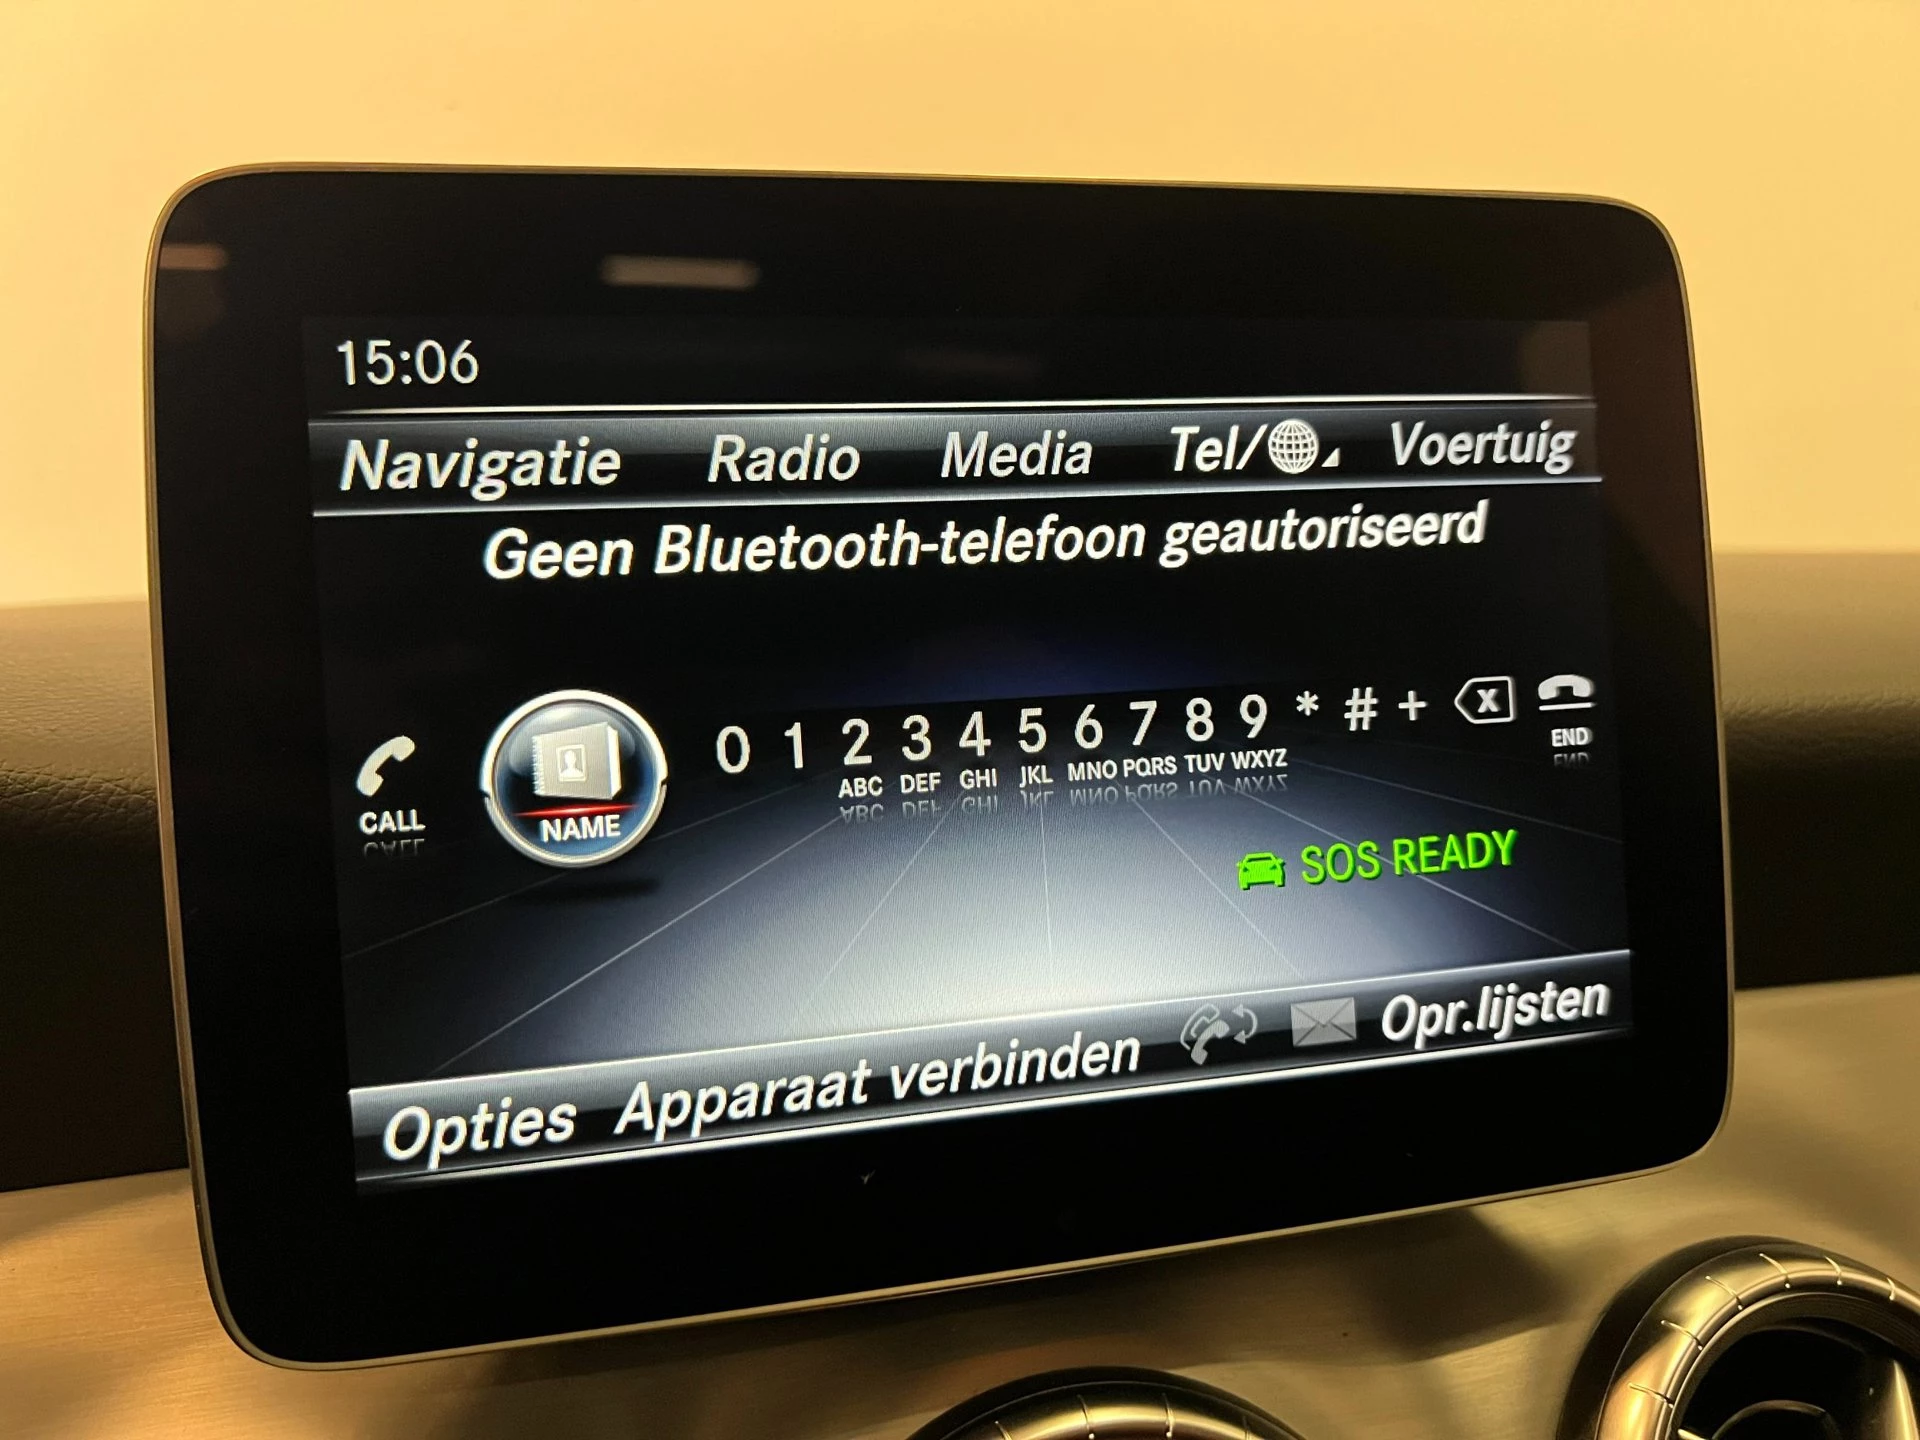 15:06
Navigatie Radio Media Tel/ Voertuig
Geen Bluetooth-telefoon geautoriseerd
CALL NAME 0 1 2 3 4 5 6 7 8 9 * # + x END
ABC DEF GHI JKL MNO PQRS TUV WXYZ
SOS READY
Opties Apparaat verbinden Opr.lijsten